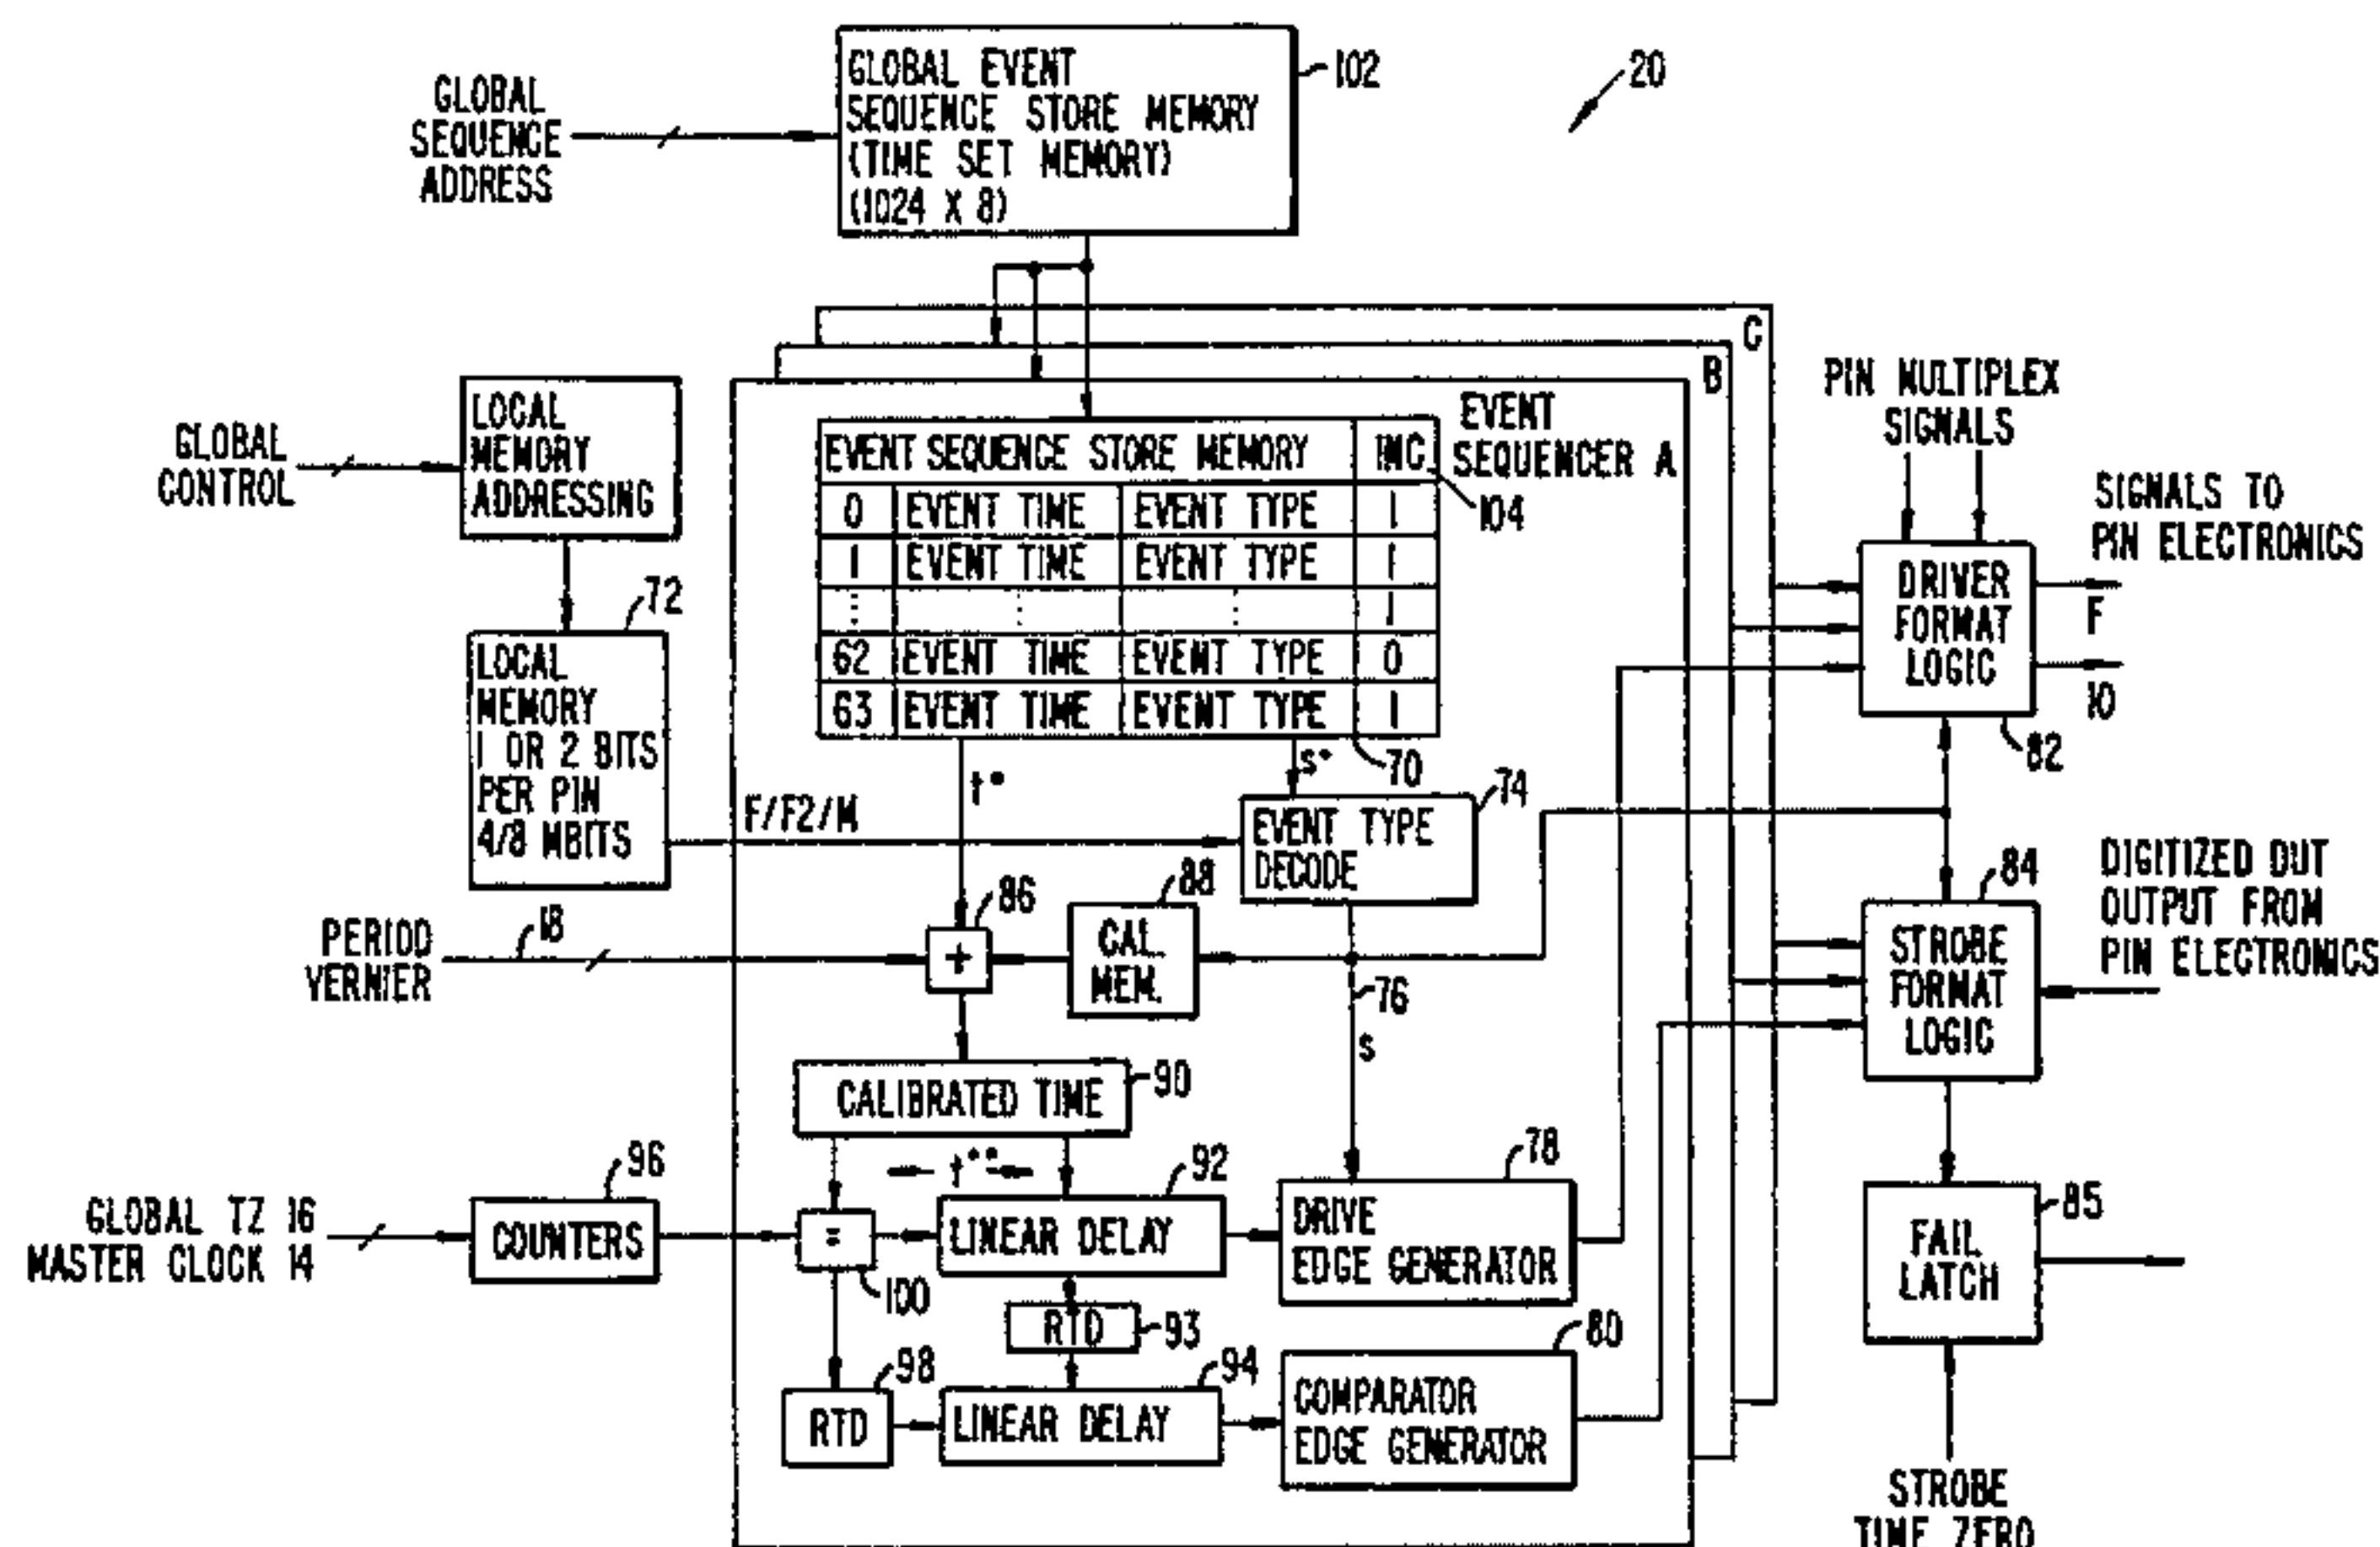 GLOBAL EVENT
SEQUENCE STORE MEMORY
(TIME SET MEMORY)
(1024 X 8)
102
20
GLOBAL
SEQUENCE
ADDRESS
C
B
PIN MULTIPLEX
SIGNALS
LOCAL
MEMORY
ADDRESSING
GLOBAL
CONTROL
EVENT
SEQUENCER A
EVENT SEQUENCE STORE MEMORY IMC
104
0 EVENT TIME EVENT TYPE 1
1 EVENT TIME EVENT TYPE 1
⋮ ⋮ ⋮ 1
62 EVENT TIME EVENT TYPE 0
63 EVENT TIME EVENT TYPE 1
SIGNALS TO
PIN ELECTRONICS
DRIVER
FORMAT
LOGIC
F
IO
82
72
LOCAL
MEMORY
1 OR 2 BITS
PER PIN
4/8 MBITS
t*
S*
70
74
F/F2/M
EVENT TYPE
DECODE
DIGITIZED DUT
OUTPUT FROM
PIN ELECTRONICS
84
STROBE
FORMAT
LOGIC
PERIOD
VERNIER
18
86
+
88
CAL.
MEM.
76
S
CALIBRATED TIME
90
t**
GLOBAL TZ 16
MASTER CLOCK 14
96
COUNTERS
=
100
92
LINEAR DELAY
78
DRIVE
EDGE GENERATOR
85
FAIL
LATCH
RTD
93
98
RTD
94
LINEAR DELAY
80
COMPARATOR
EDGE GENERATOR
STROBE
TIME ZERO